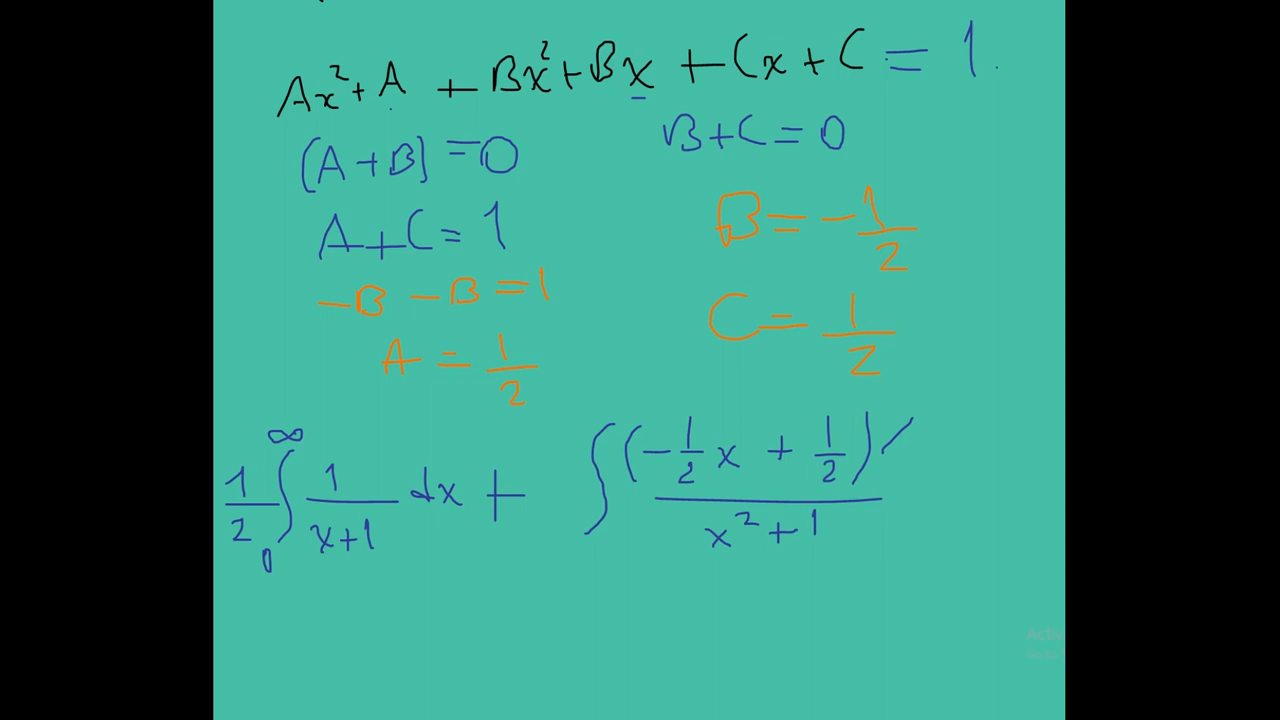 Ax² + A + Bx² + Bx + Cx + C = 1
(A + B) = 0
B + C = 0
A + C = 1
B = -1/2
-B - B = 1
C = 1/2
A = 1/2
1/2 ∫₀^∞ 1/(x+1) dx + ∫ (-1/2 x + 1/2) / (x² + 1)